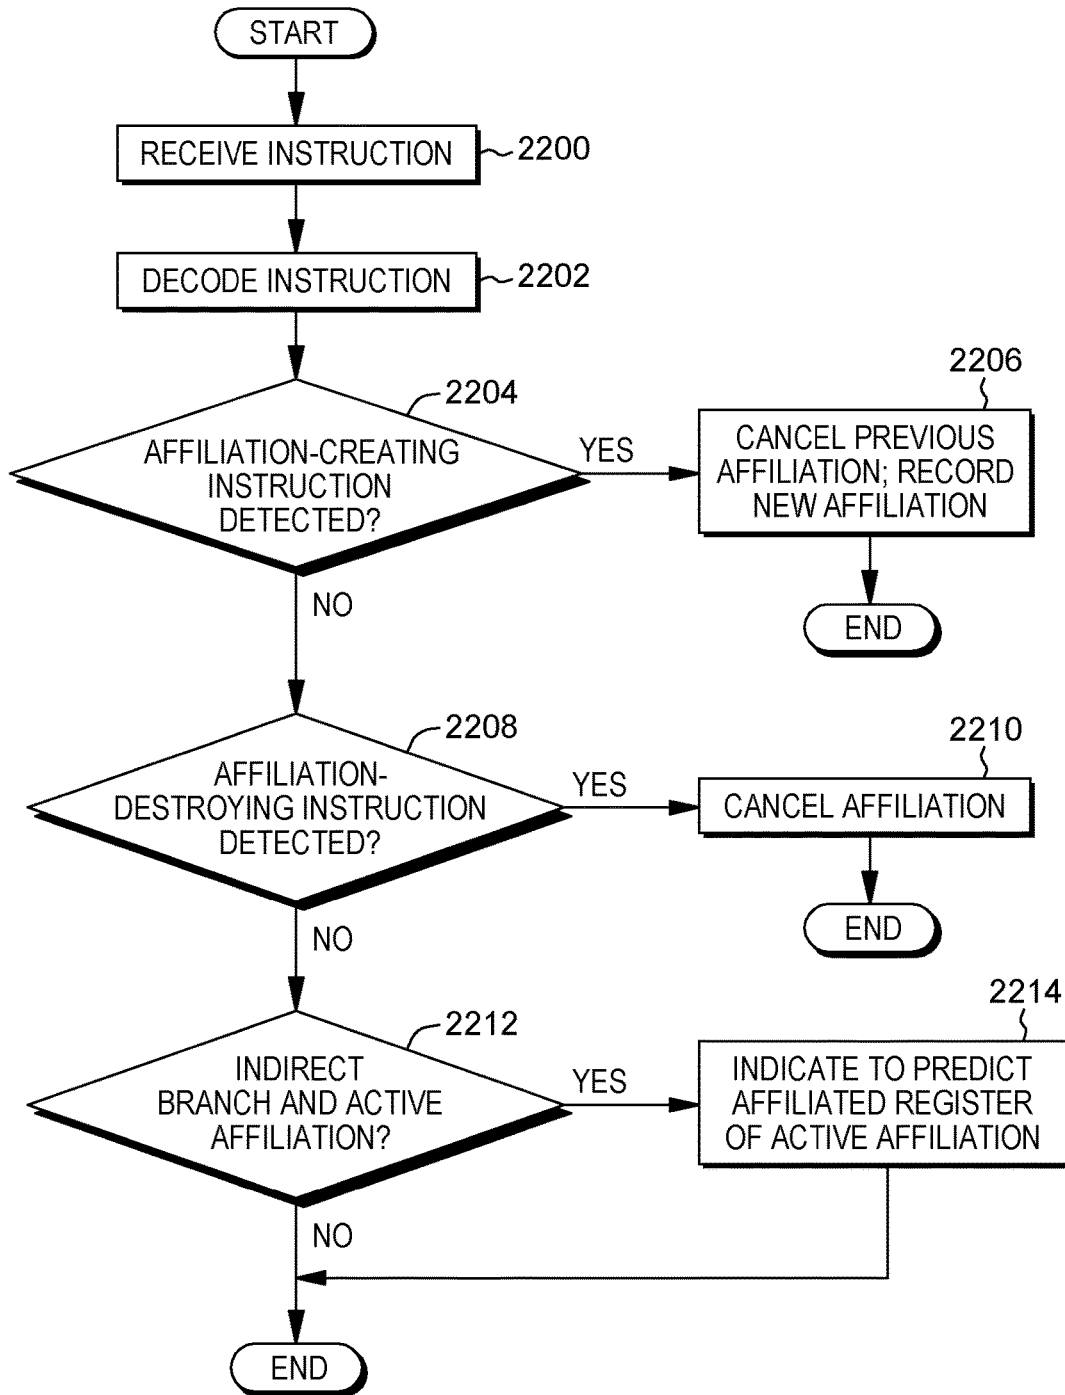 START
RECEIVE INSTRUCTION
2200
DECODE INSTRUCTION
2202
2204
AFFILIATION-CREATING
INSTRUCTION
DETECTED?
YES
2206
CANCEL PREVIOUS
AFFILIATION; RECORD
NEW AFFILIATION
END
NO
2208
AFFILIATION-
DESTROYING INSTRUCTION
DETECTED?
YES
2210
CANCEL AFFILIATION
END
NO
2212
INDIRECT
BRANCH AND ACTIVE
AFFILIATION?
YES
2214
INDICATE TO PREDICT
AFFILIATED REGISTER
OF ACTIVE AFFILIATION
NO
END